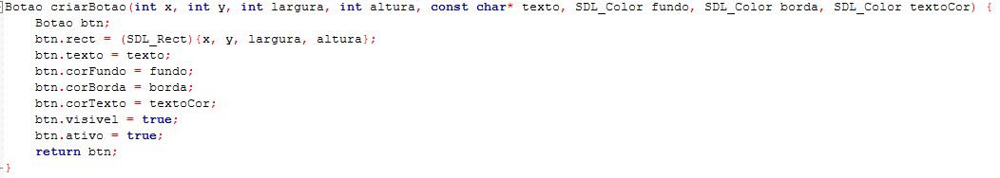 Botao criarBotao(int x, int y, int largura, int altura, const char* texto, SDL_Color fundo, SDL_Color borda, SDL_Color textoCor) {
    Botao btn;
    btn.rect = (SDL_Rect){x, y, largura, altura};
    btn.texto = texto;
    btn.corFundo = fundo;
    btn.corBorda = borda;
    btn.corTexto = textoCor;
    btn.visivel = true;
    btn.ativo = true;
    return btn;
}